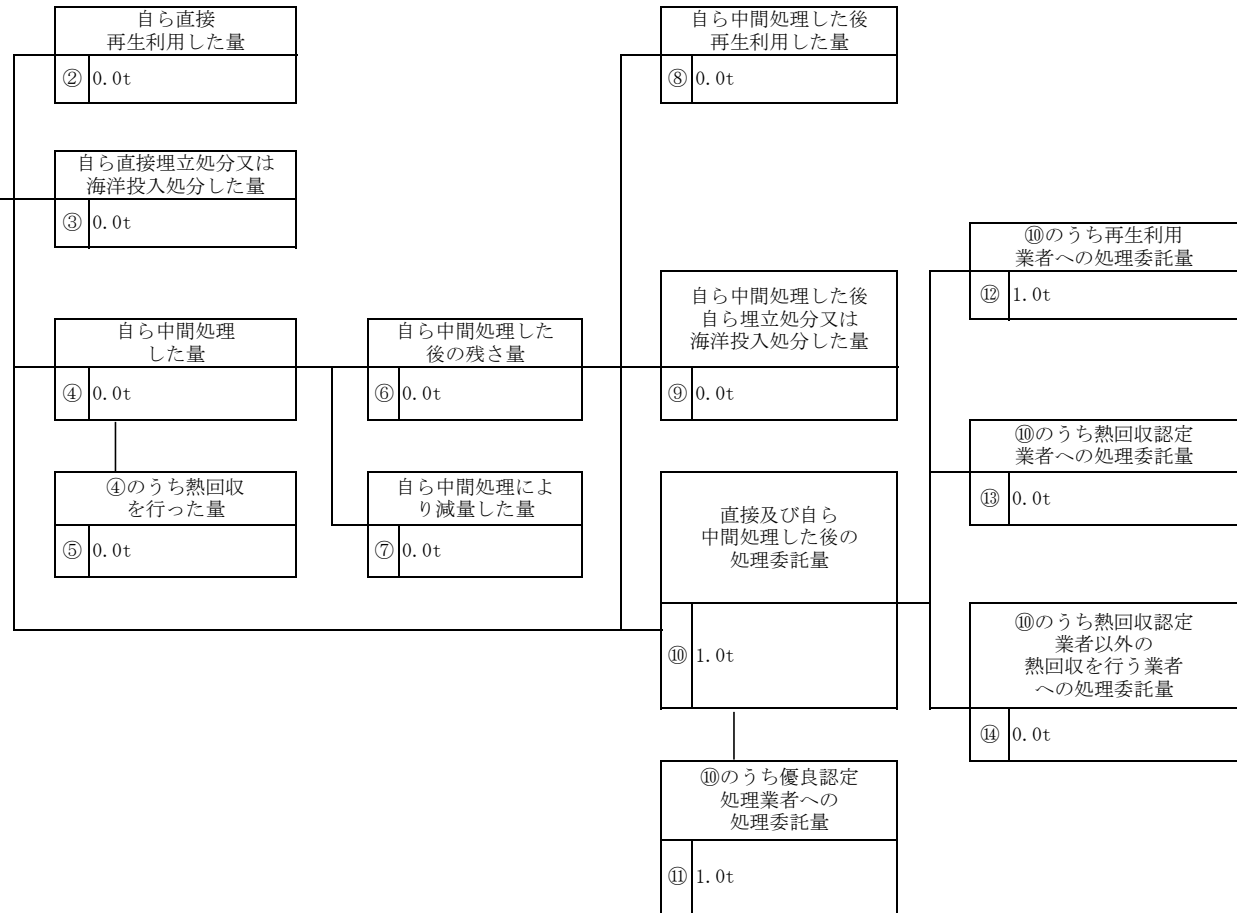 自ら直接
再生利用した量
② 0.0t
自ら中間処理した後
再生利用した量
⑧ 0.0t
自ら直接埋立処分又は
海洋投入処分した量
③ 0.0t
⑩のうち再生利用
業者への処理委託量
⑫ 1.0t
自ら中間処理
した量
④ 0.0t
自ら中間処理した
後の残さ量
⑥ 0.0t
自ら中間処理した後
自ら埋立処分又は
海洋投入処分した量
⑨ 0.0t
⑩のうち熱回収認定
業者への処理委託量
⑬ 0.0t
④のうち熱回収
を行った量
⑤ 0.0t
自ら中間処理によ
り減量した量
⑦ 0.0t
直接及び自ら
中間処理した後の
処理委託量
⑩ 1.0t
⑩のうち熱回収認定
業者以外の
熱回収を行う業者
への処理委託量
⑭ 0.0t
⑩のうち優良認定
処理業者への
処理委託量
⑪ 1.0t